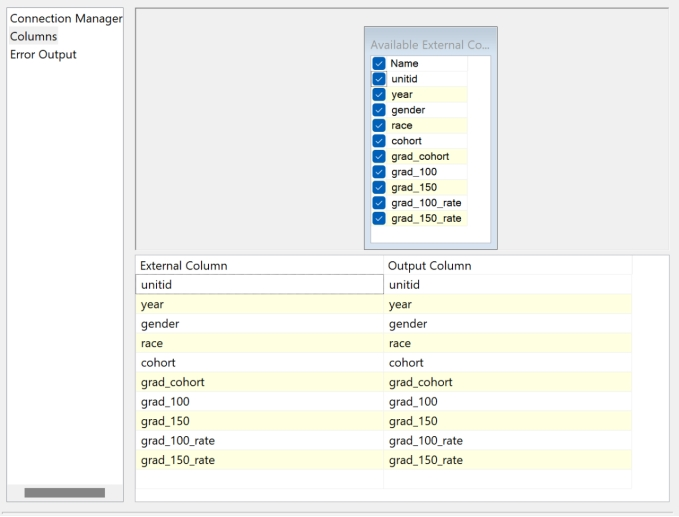 Connection Manager
Columns
Error Output
Available External Co...
Name
unitid
year
gender
race
cohort
grad_cohort
grad_100
grad_150
grad_100_rate
grad_150_rate
External Column Output Column
unitid unitid
year year
gender gender
race race
cohort cohort
grad_cohort grad_cohort
grad_100 grad_100
grad_150 grad_150
grad_100_rate grad_100_rate
grad_150_rate grad_150_rate